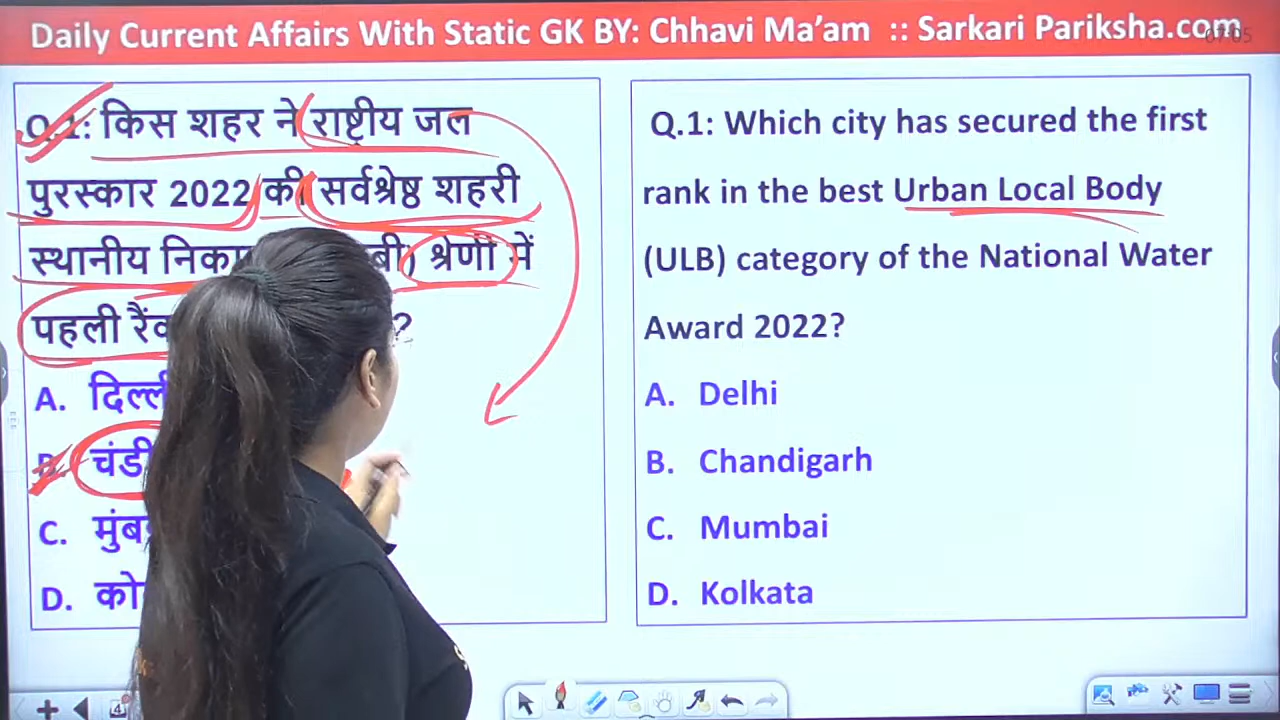 Daily Current Affairs With Static GK BY: Chhavi Ma'am :: Sarkari Pariksha.com
07:05
Q.1: किस शहर ने राष्ट्रीय जल
पुरस्कार 2022 की सर्वश्रेष्ठ शहरी
स्थानीय श्रेणी में
पहली ?
A.
B.
C.
D.
Q.1: Which city has secured the first
rank in the best Urban Local Body
(ULB) category of the National Water
Award 2022?
A. Delhi
B. Chandigarh
C. Mumbai
D. Kolkata